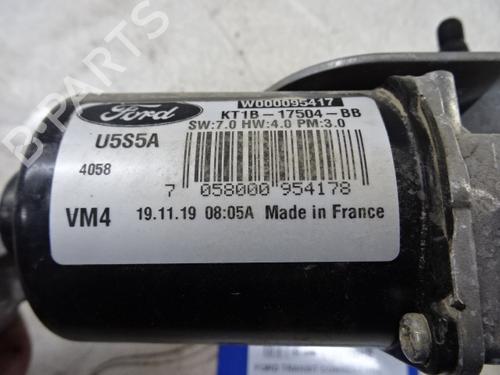 W000095417
Ford
KT1B-17504-BB
SW:7.0 HW:4.0 PM:3.0
U5S5A
4058
7 058000 954178
VM4 19.11.19 08:05A Made in France